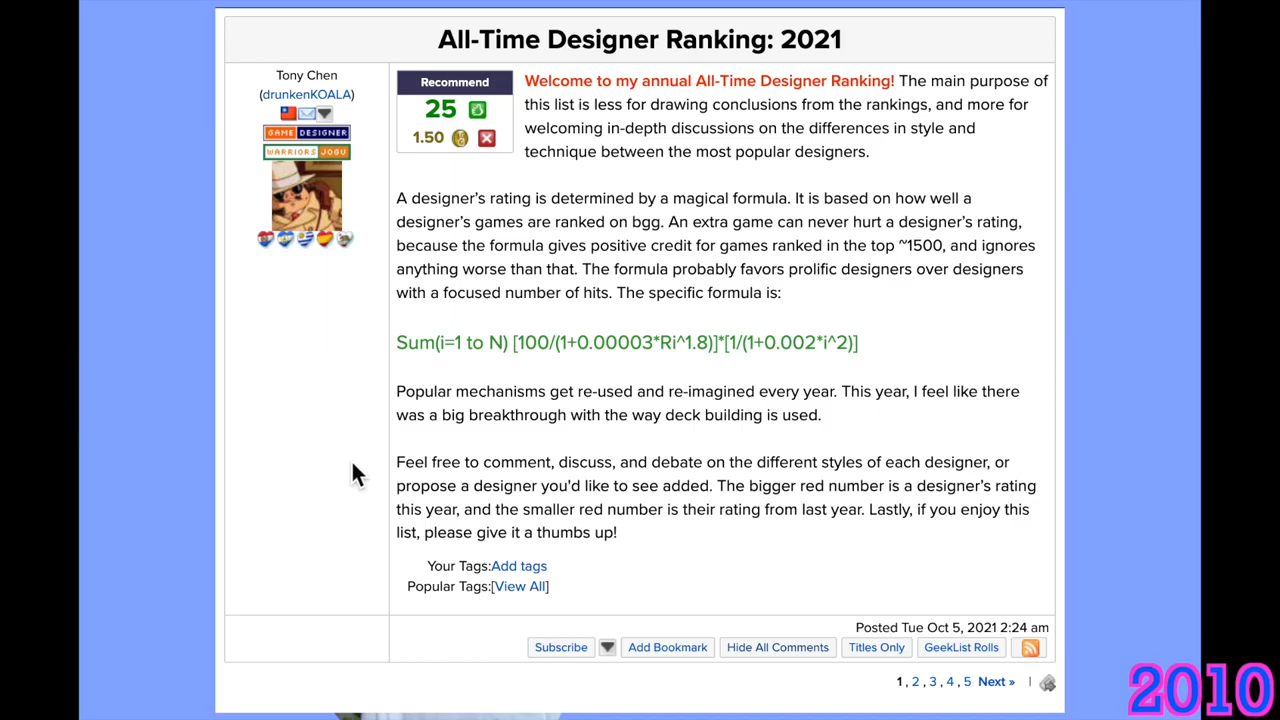 All-Time Designer Ranking: 2021
Tony Chen
(drunkenKOALA)
GAME DESIGNER
WARRIORS JOGU
Recommend
25
1.50
Welcome to my annual All-Time Designer Ranking! The main purpose of
this list is less for drawing conclusions from the rankings, and more for
welcoming in-depth discussions on the differences in style and
technique between the most popular designers.
A designer's rating is determined by a magical formula. It is based on how well a
designer's games are ranked on bgg. An extra game can never hurt a designer's rating,
because the formula gives positive credit for games ranked in the top ~1500, and ignores
anything worse than that. The formula probably favors prolific designers over designers
with a focused number of hits. The specific formula is:
Sum(i=1 to N) [100/(1+0.00003*Ri^1.8)]*[1/(1+0.002*i^2)]
Popular mechanisms get re-used and re-imagined every year. This year, I feel like there
was a big breakthrough with the way deck building is used.
Feel free to comment, discuss, and debate on the different styles of each designer, or
propose a designer you'd like to see added. The bigger red number is a designer's rating
this year, and the smaller red number is their rating from last year. Lastly, if you enjoy this
list, please give it a thumbs up!
Your Tags:Add tags
Popular Tags:[View All]
Posted Tue Oct 5, 2021 2:24 am
Subscribe Add Bookmark Hide All Comments Titles Only GeekList Rolls
1 , 2 , 3 , 4 , 5 Next » |
2010